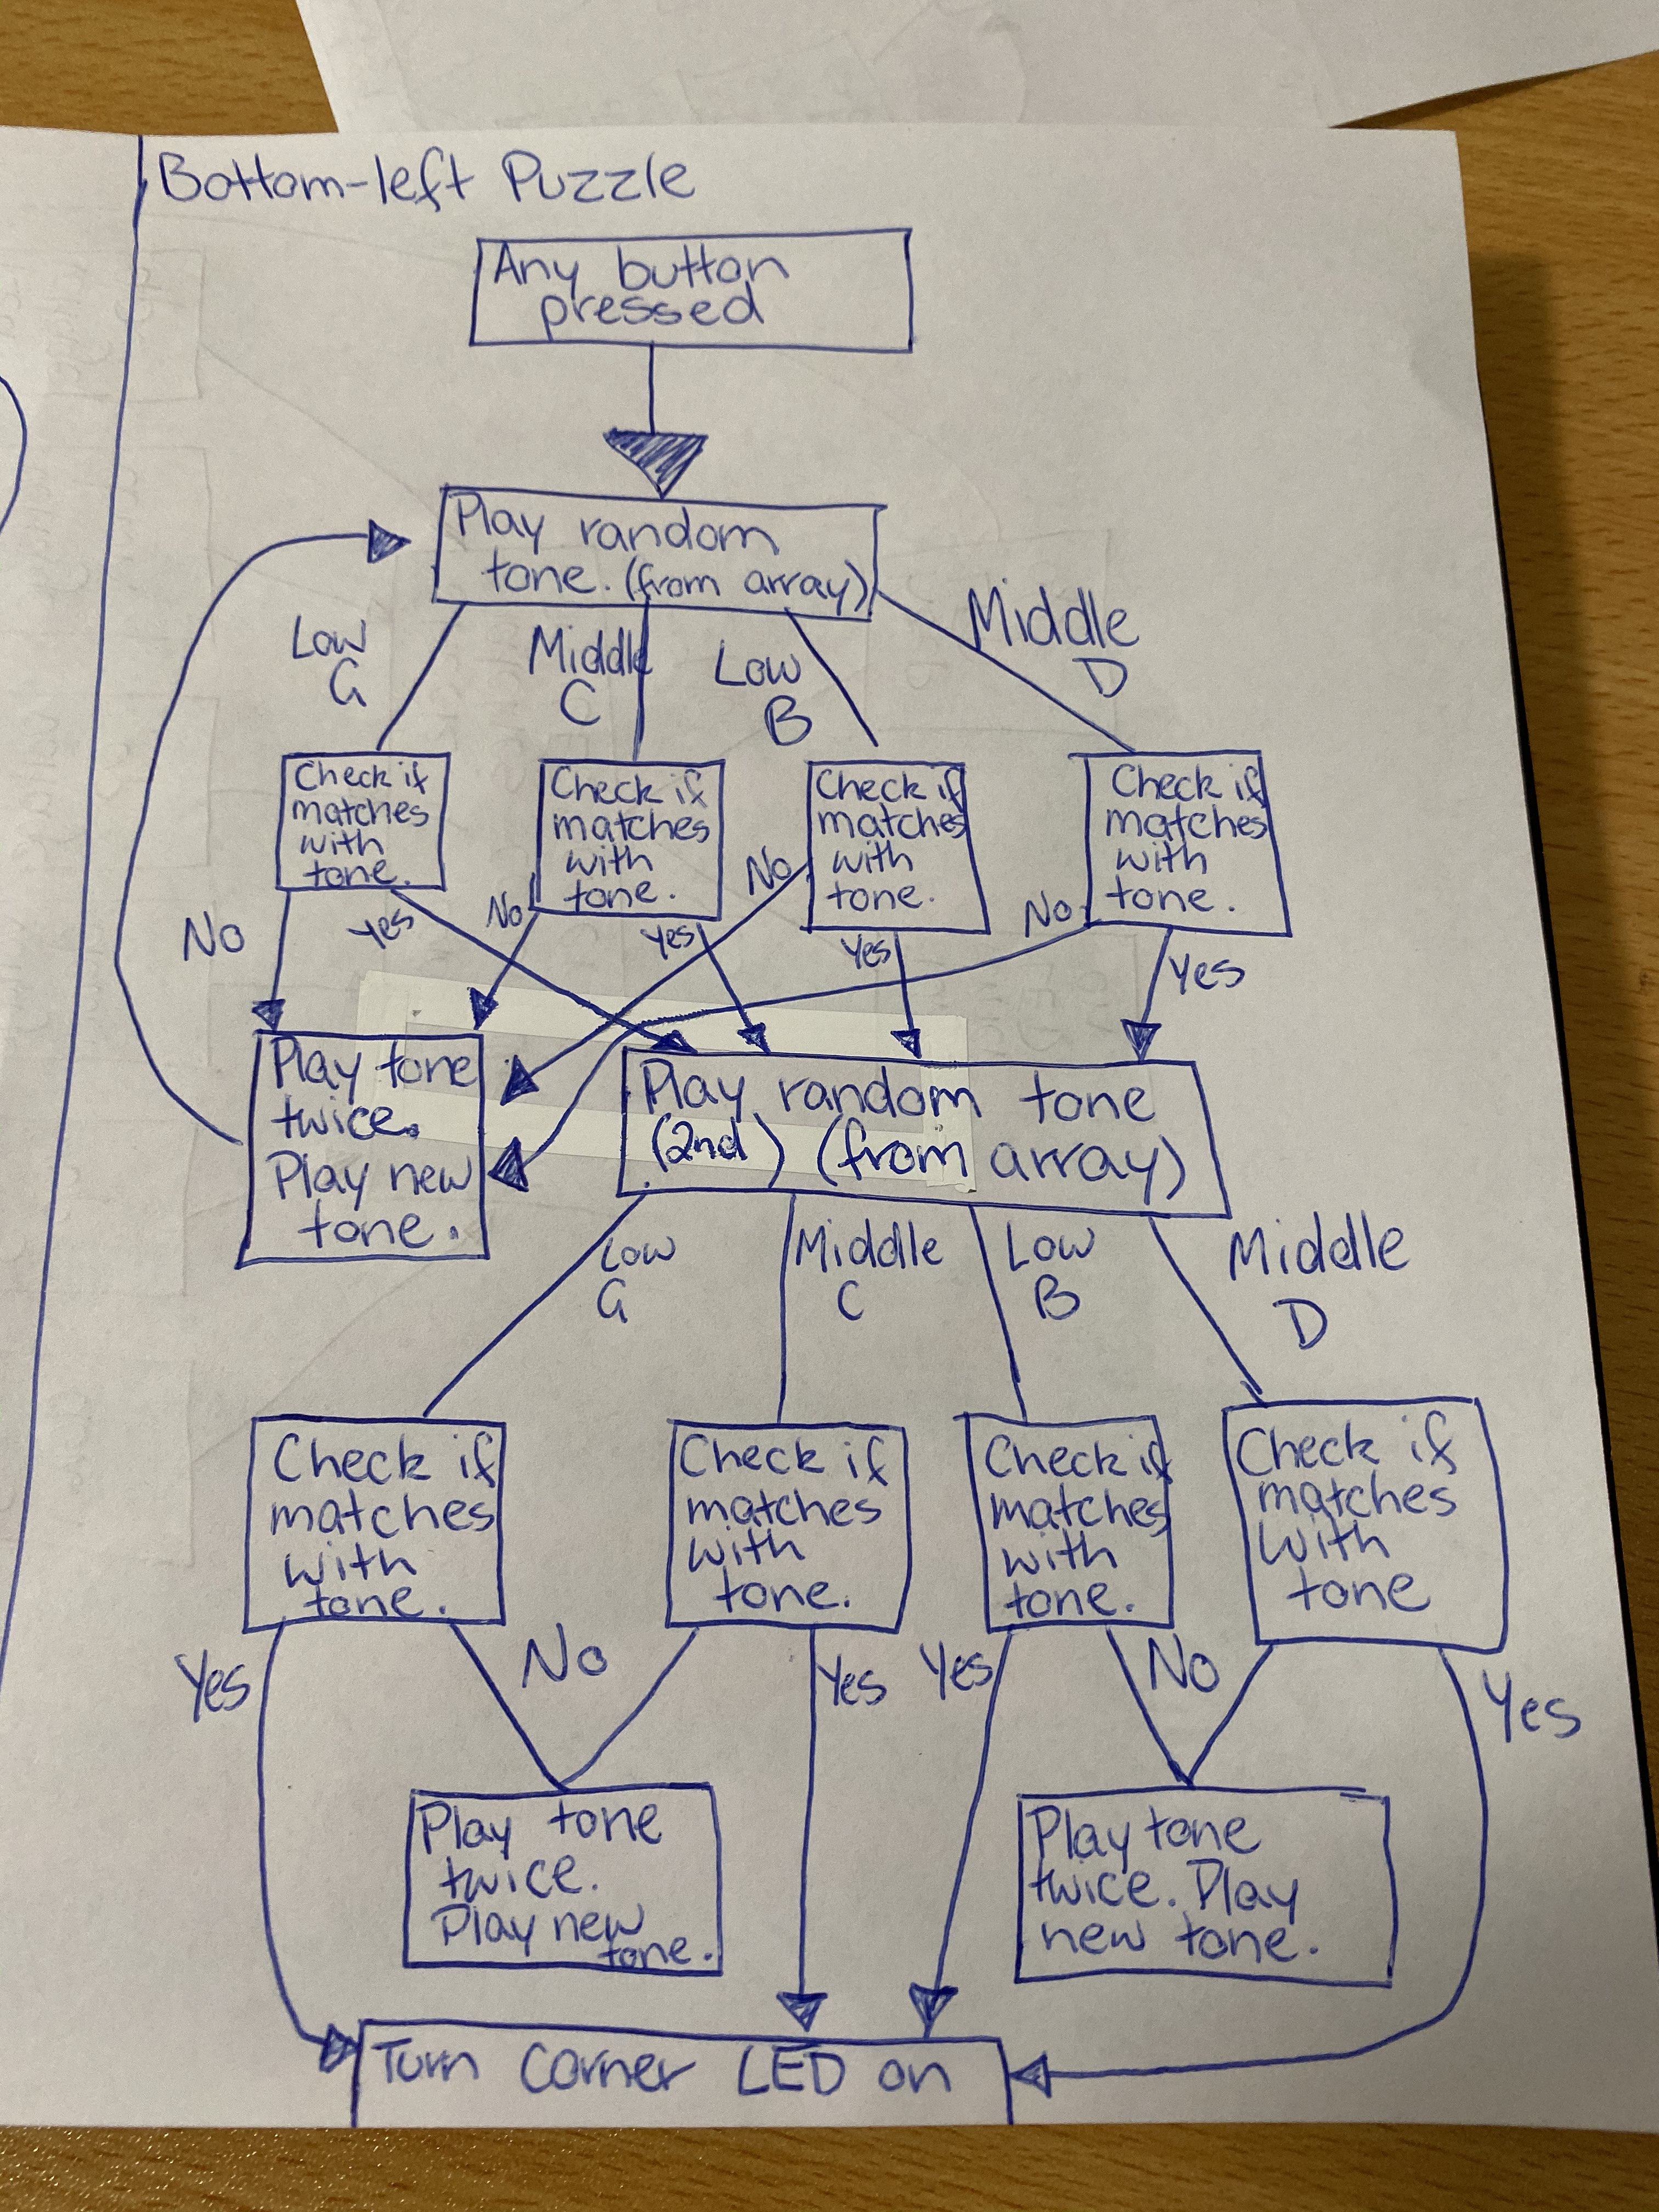 Bottom-left Puzzle
Any button
pressed
Play random
tone. (from array)
Low
G
Middle
C
Low
B
Middle
D
Check if
matches
with
tone.
Check if
matches
with
tone.
Check if
matches
with
tone.
Check if
matches
with
tone.
No
Yes
No
Yes
No
Yes
No
Yes
Play tone
twice.
Play new
tone.
Play random tone
(2nd) (from array)
Low
G
Middle
C
Low
B
Middle
D
Check if
matches
with
tone.
Check if
matches
with
tone.
Check if
matches
with
tone.
Check if
matches
with
tone
Yes
No
Yes
Yes
No
Yes
Play tone
twice.
Play new
tone.
Play tone
twice. Play
new tone.
Turn corner LED on